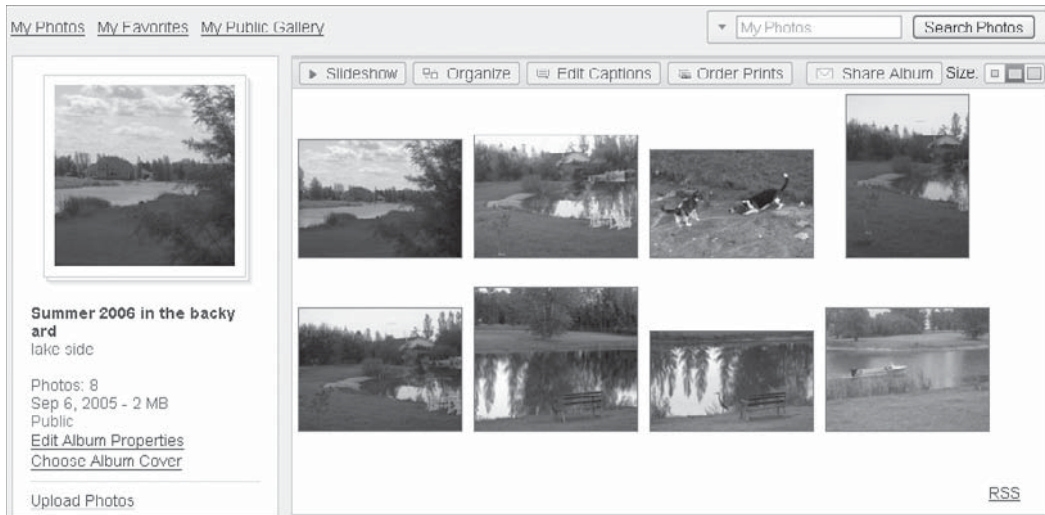 My Photos My Favorites My Public Gallery
My Photos Search Photos
Slideshow Organize Edit Captions Order Prints Share Album Size:
Summer 2006 in the backy
ard
lake side
Photos: 8
Sep 6, 2005 - 2 MB
Public
Edit Album Properties
Choose Album Cover
Upload Photos
RSS